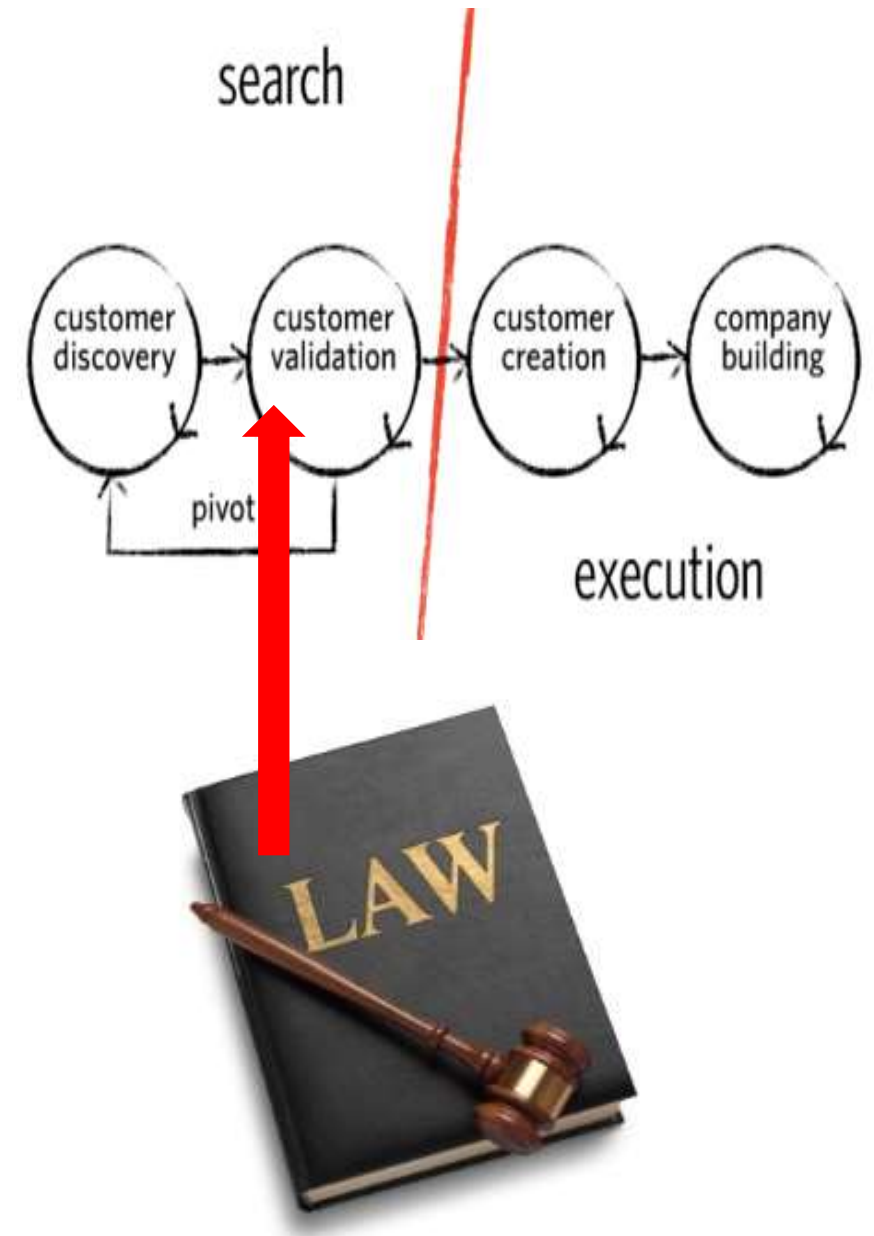 search
customer
discovery
customer
validation
customer
creation
company
building
pivot
execution
LAW